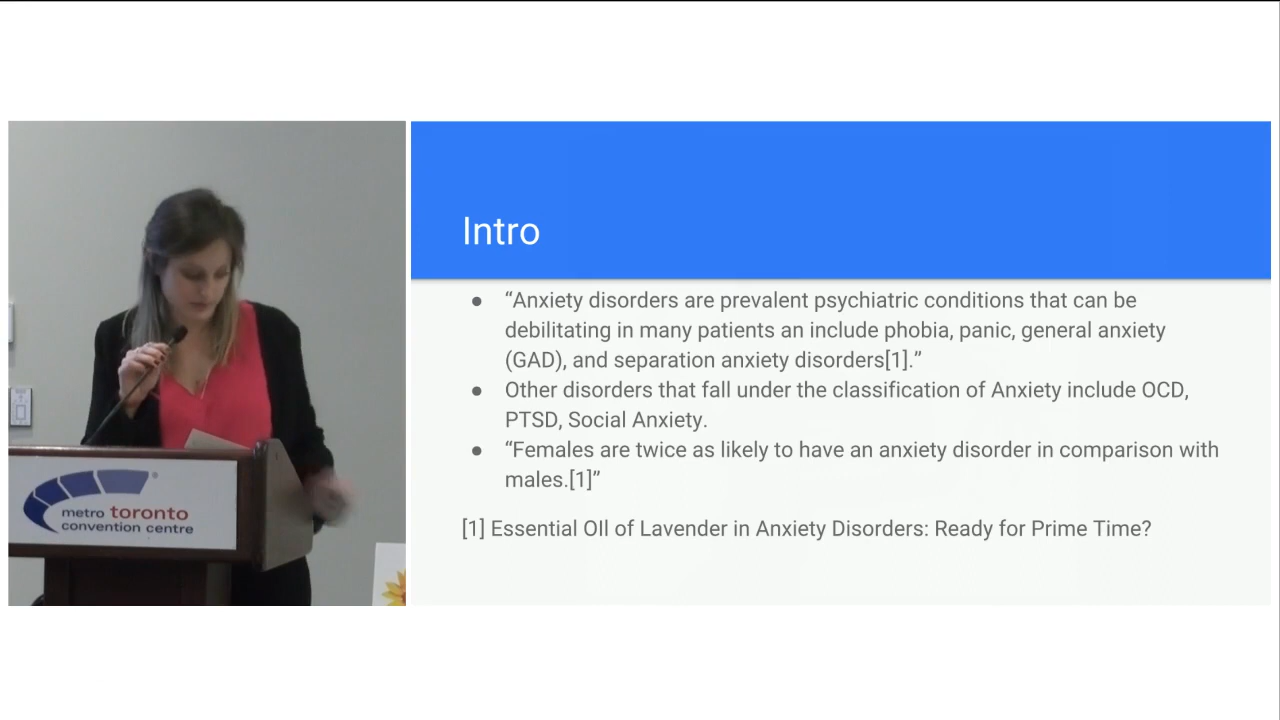 metro toronto
convention centre
Intro
● “Anxiety disorders are prevalent psychiatric conditions that can be
debilitating in many patients an include phobia, panic, general anxiety
(GAD), and separation anxiety disorders[1].”
● Other disorders that fall under the classification of Anxiety include OCD,
PTSD, Social Anxiety.
● “Females are twice as likely to have an anxiety disorder in comparison with
males.[1]”
[1] Essential OIl of Lavender in Anxiety Disorders: Ready for Prime Time?